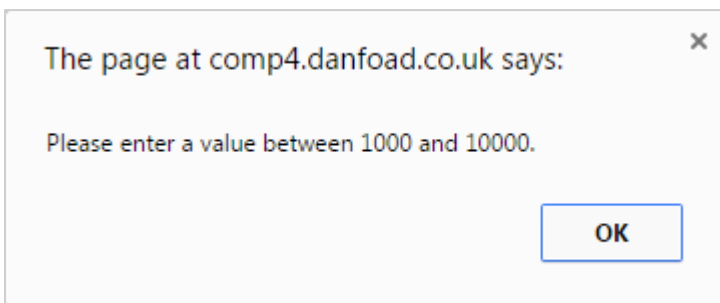 The page at comp4.danfoad.co.uk says:
Please enter a value between 1000 and 10000.
OK